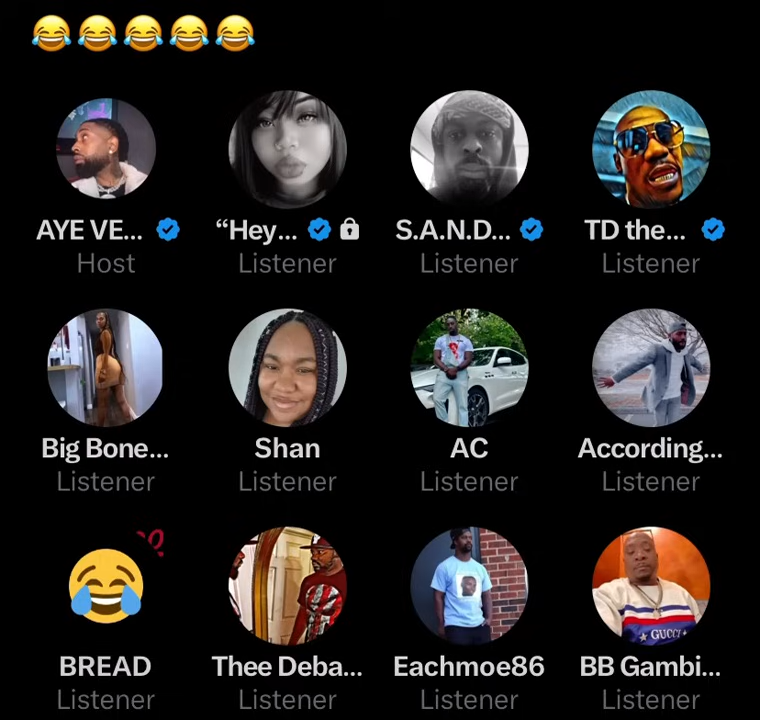 😂😂😂😂😂
AYE VE... “Hey... S.A.N.D... TD the...
Host Listener Listener Listener
Big Bone... Shan AC According...
Listener Listener Listener Listener
GUCCI
BREAD Thee Deba... Eachmoe86 BB Gambi...
Listener Listener Listener Listener